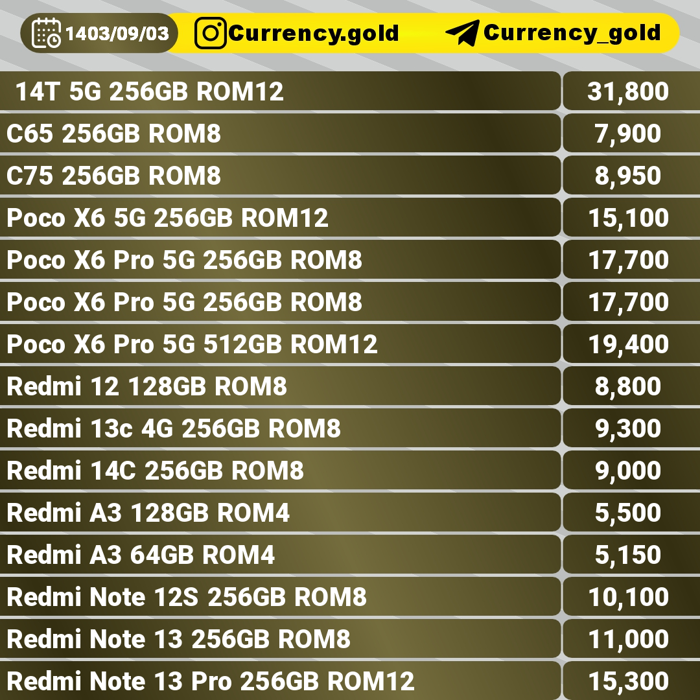 1403/09/03 Currency.gold Currency_gold
14T 5G 256GB ROM12 31,800
C65 256GB ROM8 7,900
C75 256GB ROM8 8,950
Poco X6 5G 256GB ROM12 15,100
Poco X6 Pro 5G 256GB ROM8 17,700
Poco X6 Pro 5G 256GB ROM8 17,700
Poco X6 Pro 5G 512GB ROM12 19,400
Redmi 12 128GB ROM8 8,800
Redmi 13c 4G 256GB ROM8 9,300
Redmi 14C 256GB ROM8 9,000
Redmi A3 128GB ROM4 5,500
Redmi A3 64GB ROM4 5,150
Redmi Note 12S 256GB ROM8 10,100
Redmi Note 13 256GB ROM8 11,000
Redmi Note 13 Pro 256GB ROM12 15,300